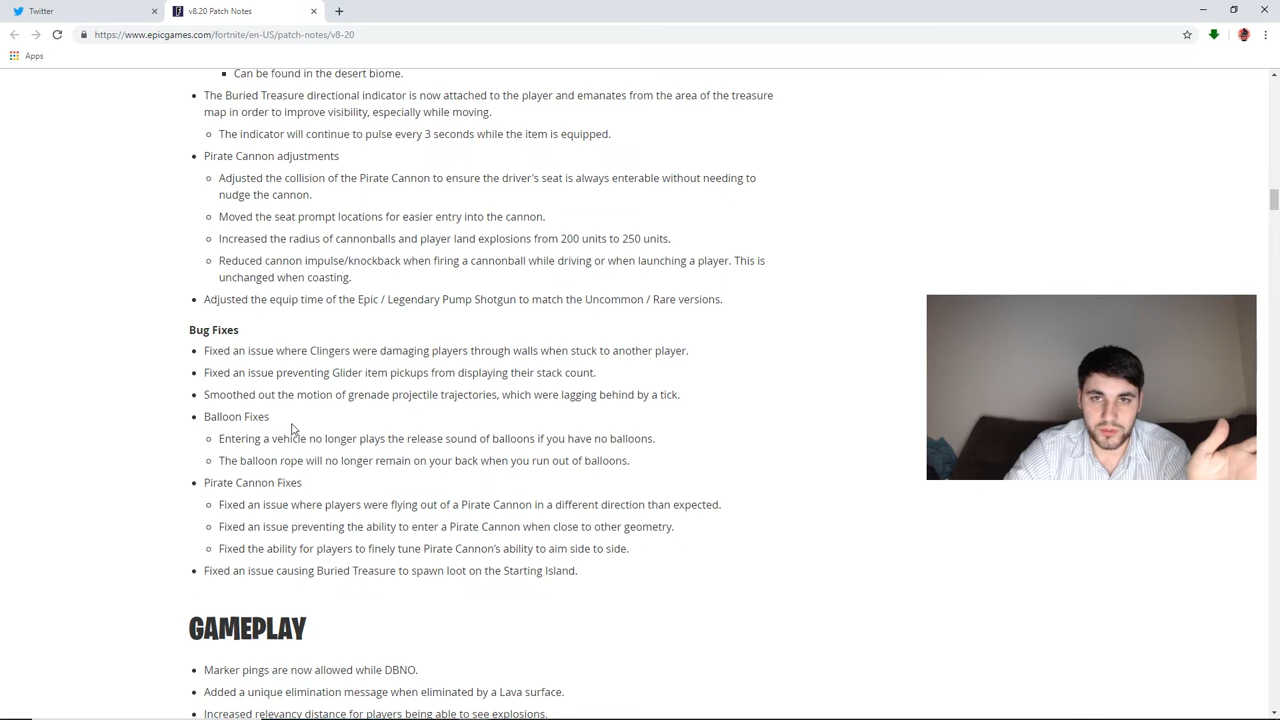 Twitter
v8.20 Patch Notes
https://www.epicgames.com/fortnite/en-US/patch-notes/v8-20
Apps
Can be found in the desert biome.
The Buried Treasure directional indicator is now attached to the player and emanates from the area of the treasure
map in order to improve visibility, especially while moving.
The indicator will continue to pulse every 3 seconds while the item is equipped.
Pirate Cannon adjustments
Adjusted the collision of the Pirate Cannon to ensure the driver's seat is always enterable without needing to
nudge the cannon.
Moved the seat prompt locations for easier entry into the cannon.
Increased the radius of cannonballs and player land explosions from 200 units to 250 units.
Reduced cannon impulse/knockback when firing a cannonball while driving or when launching a player. This is
unchanged when coasting.
Adjusted the equip time of the Epic / Legendary Pump Shotgun to match the Uncommon / Rare versions.
Bug Fixes
Fixed an issue where Clingers were damaging players through walls when stuck to another player.
Fixed an issue preventing Glider item pickups from displaying their stack count.
Smoothed out the motion of grenade projectile trajectories, which were lagging behind by a tick.
Balloon Fixes
Entering a vehicle no longer plays the release sound of balloons if you have no balloons.
The balloon rope will no longer remain on your back when you run out of balloons.
Pirate Cannon Fixes
Fixed an issue where players were flying out of a Pirate Cannon in a different direction than expected.
Fixed an issue preventing the ability to enter a Pirate Cannon when close to other geometry.
Fixed the ability for players to finely tune Pirate Cannon's ability to aim side to side.
Fixed an issue causing Buried Treasure to spawn loot on the Starting Island.
GAMEPLAY
Marker pings are now allowed while DBNO.
Added a unique elimination message when eliminated by a Lava surface.
Increased relevancy distance for players being able to see explosions.